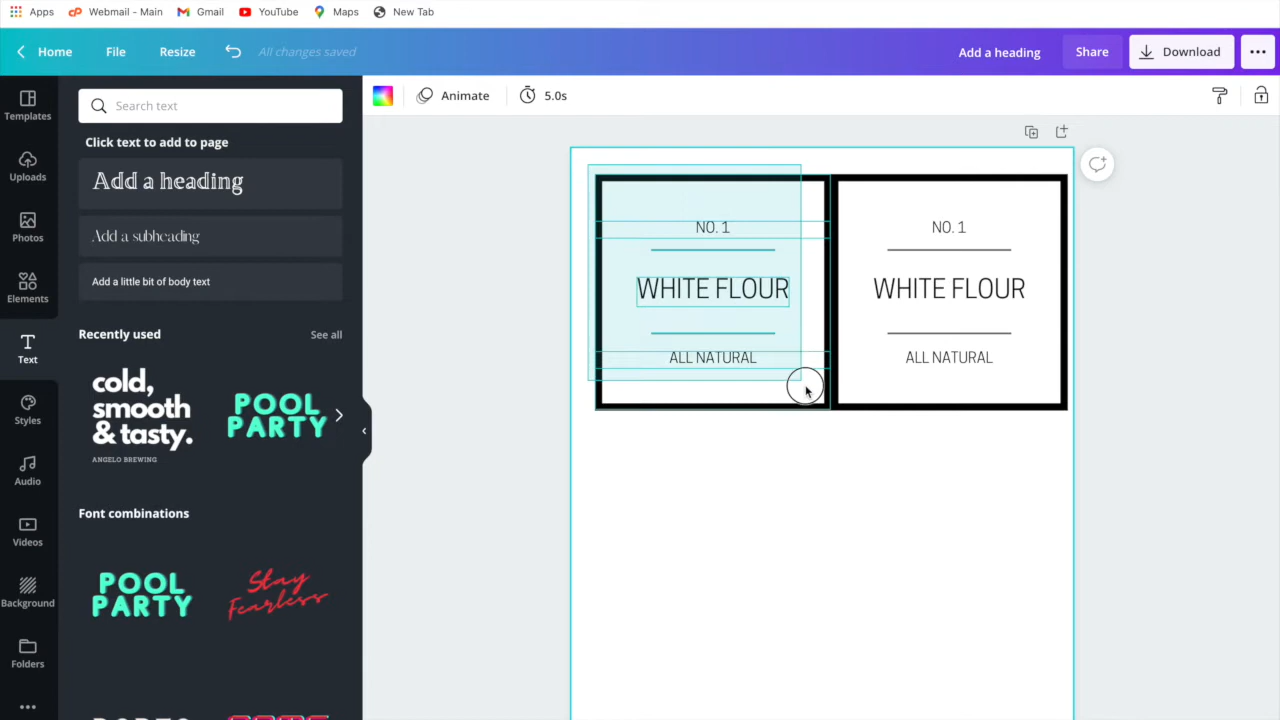 Apps Webmail - Main Gmail YouTube Maps New Tab
Home File Resize All changes saved Add a heading Share Download
Templates
Uploads
Photos
Elements
Text
Styles
Audio
Videos
Background
Folders
Search text
Click text to add to page
Add a heading
Add a subheading
Add a little bit of body text
Recently used See all
cold,
smooth
& tasty.
ANGELO BREWING
POOL
PARTY
Font combinations
POOL
PARTY
Stay
Fearless
Animate 5.0s
NO. 1
WHITE FLOUR
ALL NATURAL
NO. 1
WHITE FLOUR
ALL NATURAL